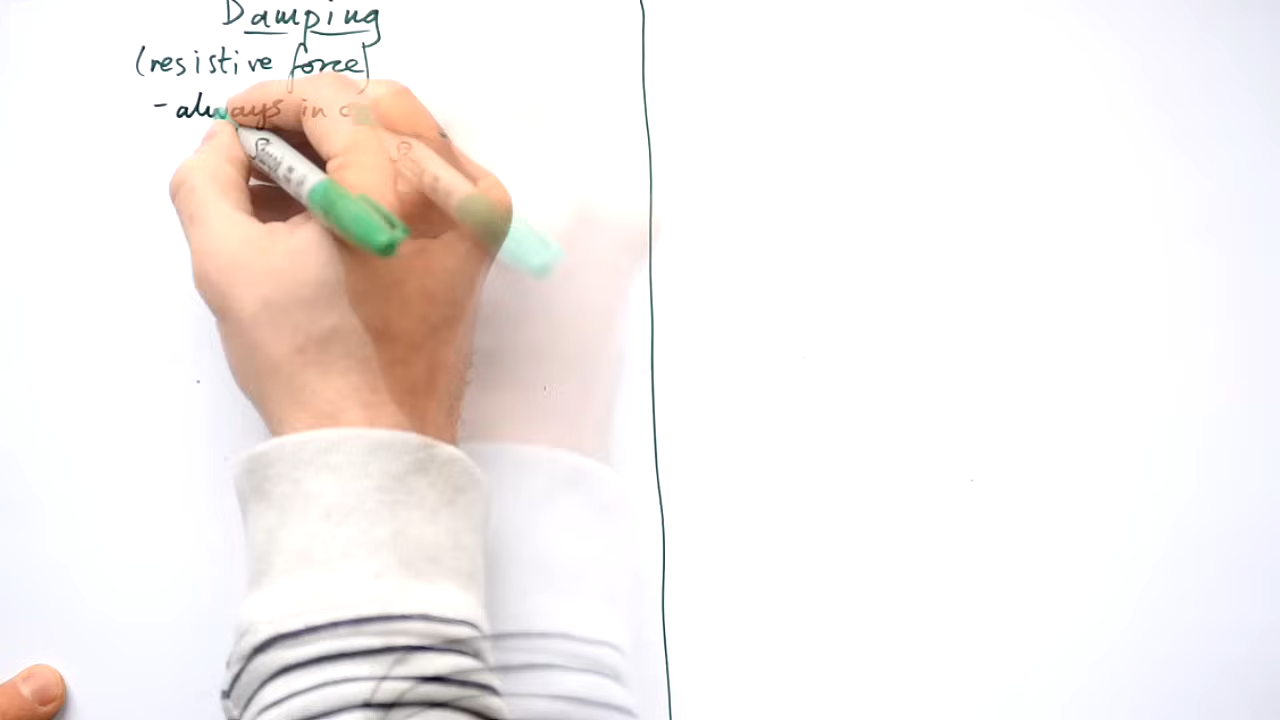 Damping
(resistive force)
- always in